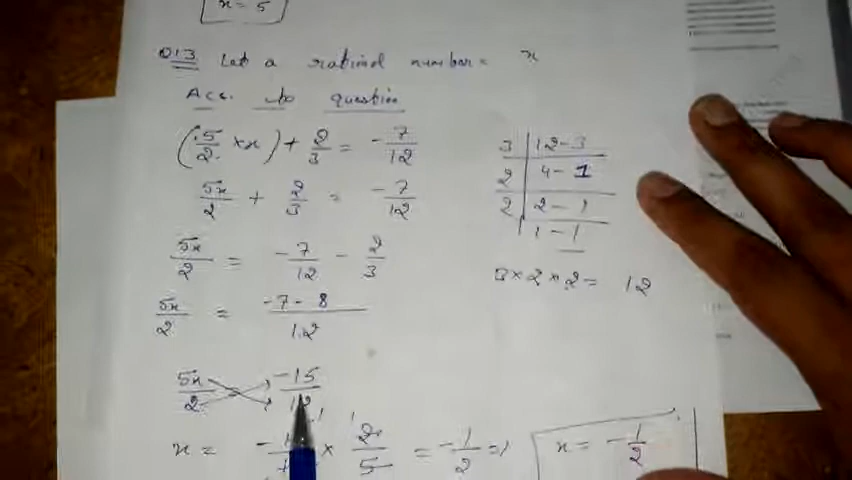 x = 5
Q13 Let a rational number = x
Acc. to question
(5/2 × x) + 2/3 = -7/12
5x/2 + 2/3 = -7/12
5x/2 = -7/12 - 2/3
5x/2 = -7-8/12
5x/2 -15/12
x = × 2/5 = -1/2 =1
x = -1/2
3 | 12-3
2 | 4-1
2 | 2-1
1-1
3×2×2= 12